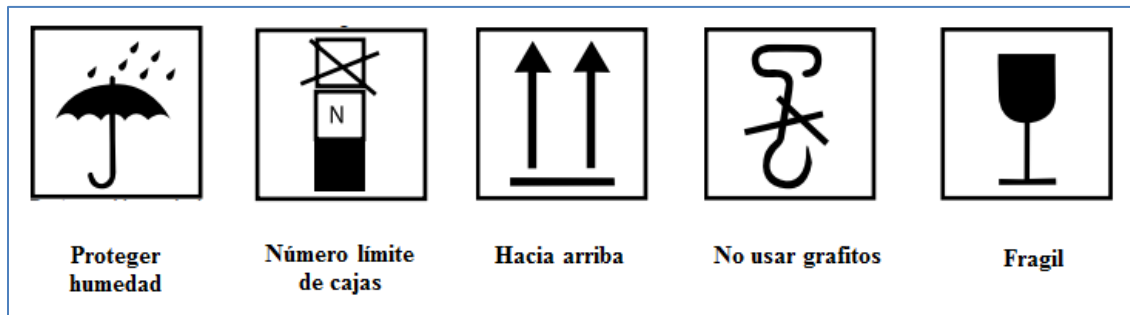 N
Proteger
humedad
Número límite
de cajas
Hacia arriba
No usar grafitos
Fragil